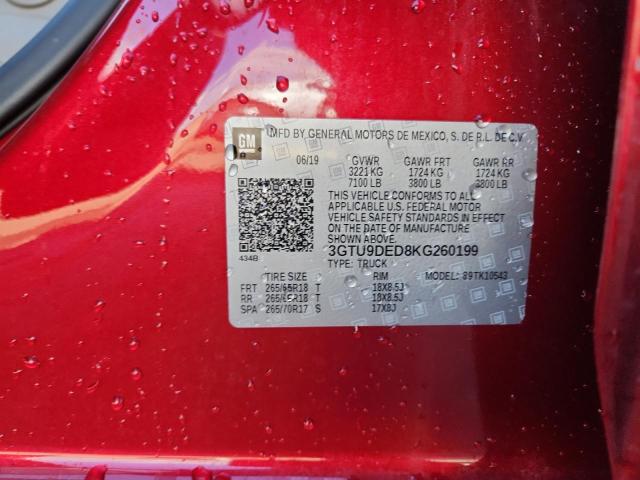 GM
MFD BY GENERAL MOTORS DE MEXICO, S. DE R.L. DE C.V.
06/19 GVWR GAWR FRT GAWR RR
3221 KG 1724 KG 1724 KG
7100 LB 3800 LB 3800 LB
THIS VEHICLE CONFORMS TO ALL
APPLICABLE U.S. FEDERAL MOTOR
VEHICLE SAFETY STANDARDS IN EFFECT
ON THE DATE OF MANUFACTURE
SHOWN ABOVE.
3GTU9DED8KG260199
434B TYPE: TRUCK
TIRE SIZE RIM MODEL: 89TK10543
FRT 265/65R18 T 18X8.5J
RR 265/65R18 T 18X8.5J
SPA 265/70R17 S 17X8J